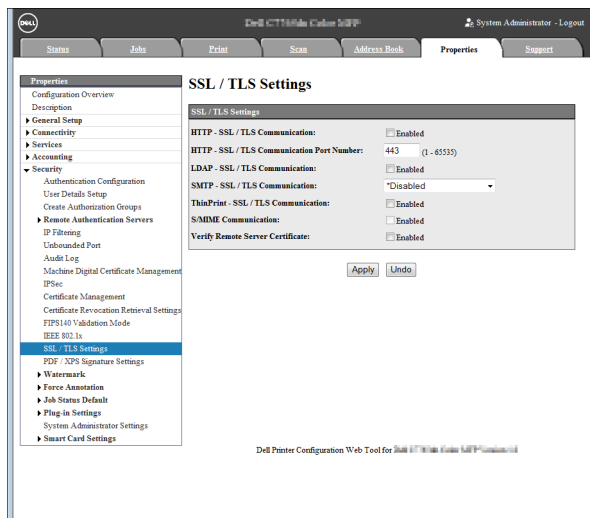 DELL
System Administrator - Logout
Status Jobs Print Scan Address Book Properties Support
Properties
Configuration Overview
Description
General Setup
Connectivity
Services
Accounting
Security
Authentication Configuration
User Details Setup
Create Authorization Groups
Remote Authentication Servers
IP Filtering
Unbounded Port
Audit Log
Machine Digital Certificate Management
IPSec
Certificate Management
Certificate Revocation Retrieval Settings
FIPS140 Validation Mode
IEEE 802.1x
SSL / TLS Settings
PDF / XPS Signature Settings
Watermark
Force Annotation
Job Status Default
Plug-in Settings
System Administrator Settings
Smart Card Settings
SSL / TLS Settings
SSL / TLS Settings
HTTP - SSL / TLS Communication: Enabled
HTTP - SSL / TLS Communication Port Number: 443 (1 - 65535)
LDAP - SSL / TLS Communication: Enabled
SMTP - SSL / TLS Communication: *Disabled
ThinPrint - SSL / TLS Communication: Enabled
S/MIME Communication: Enabled
Verify Remote Server Certificate: Enabled
Apply Undo
Dell Printer Configuration Web Tool for